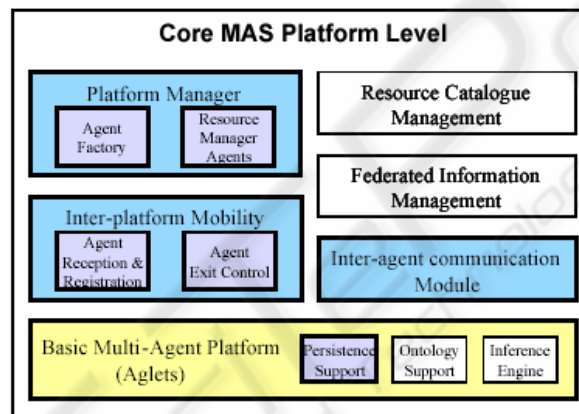 Core MAS Platform Level
Platform Manager
Agent
Factory
Resource
Manager
Agents
Resource Catalogue
Management
Federated Information
Management
Inter-platform Mobility
Agent
Reception &
Registration
Agent
Exit Control
Inter-agent communication
Module
Basic Multi-Agent Platform
(Aglets)
Persistence
Support
Ontology
Support
Inference
Engine